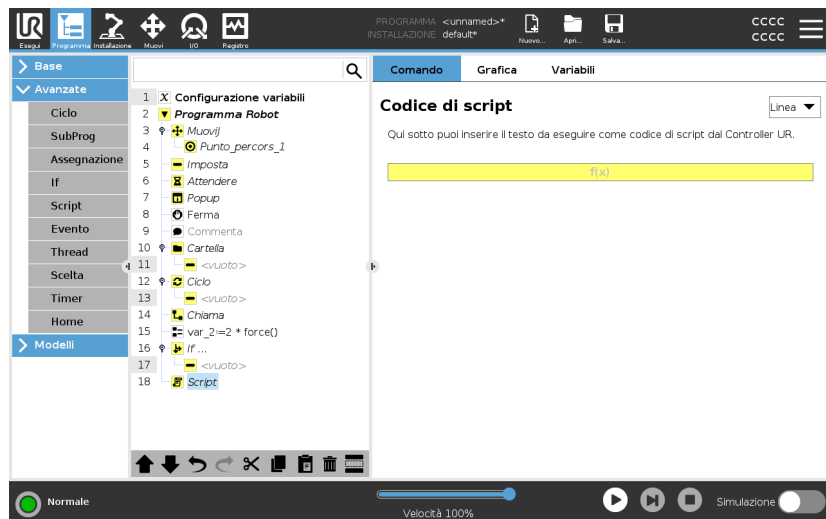 UR
PROGRAMMA <unnamed>*
INSTALLAZIONE default*
cccc
cccc
Esegui Programma Installazione Muovi I/O Registro Nuovo... Apri... Salva...
Base
Avanzate
Ciclo
SubProg
Assegnazione
If
Script
Evento
Thread
Scelta
Timer
Home
Modelli
1 X Configurazione variabili
2 Programma Robot
3 MuoviJ
4 Punto_percors_1
5 Imposta
6 Attendere
7 Popup
8 Ferma
9 Commenta
10 Cartella
11 <vuoto>
12 Ciclo
13 <vuoto>
14 Chiama
15 var_2≔2 * force()
16 If ...
17 <vuoto>
18 Script
Comando Grafica Variabili
Codice di script
Linea
Qui sotto puoi inserire il testo da eseguire come codice di script dal Controller UR.
f(x)
Normale
Velocità 100%
Simulazione